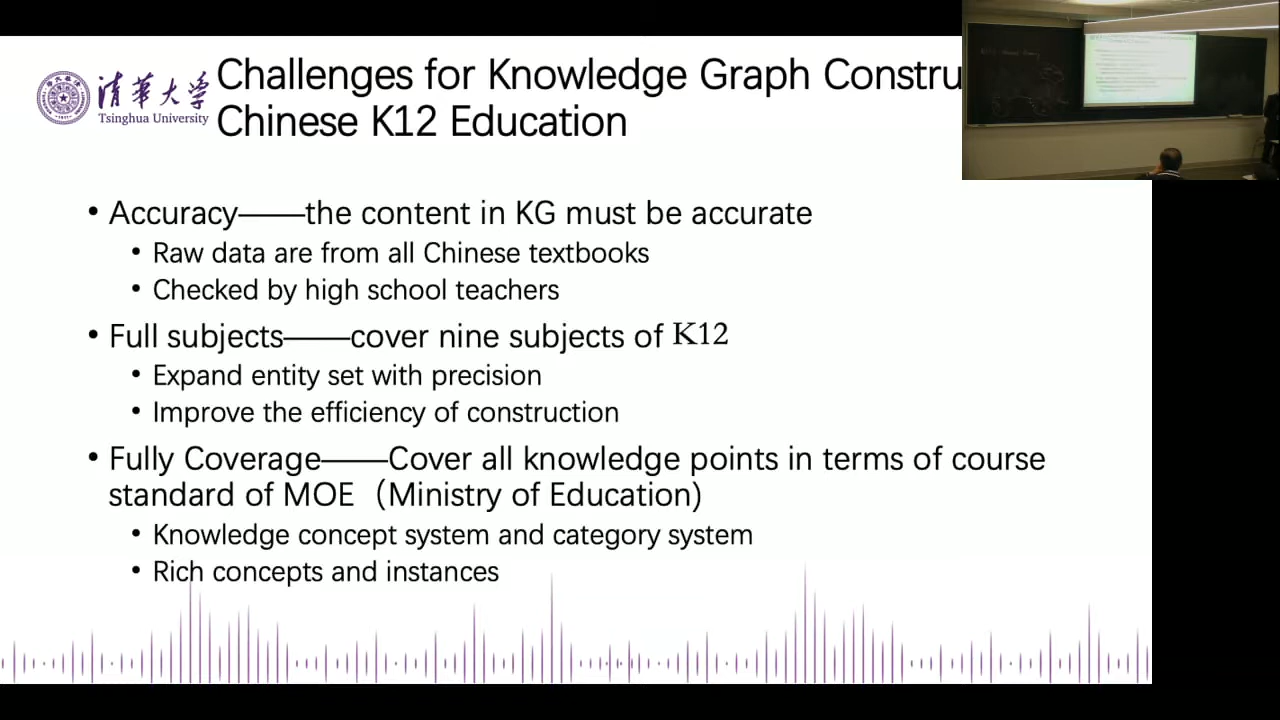 清华大学
Tsinghua University
Challenges for Knowledge Graph Constru
Chinese K12 Education
• Accuracy——the content in KG must be accurate
• Raw data are from all Chinese textbooks
• Checked by high school teachers
• Full subjects——cover nine subjects of K12
• Expand entity set with precision
• Improve the efficiency of construction
• Fully Coverage——Cover all knowledge points in terms of course
standard of MOE（Ministry of Education)
• Knowledge concept system and category system
• Rich concepts and instances